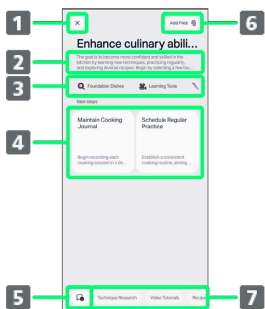 1
6
Add Files
Enhance culinary abili...
2
The goal is to become more confident and skilled in the
kitchen by learning new techniques, practicing regularly,
and exploring diverse recipes. Begin by selecting a few fou...
3
Foundation Dishes
Learning Tools
Next steps
4
Maintain Cooking
Journal
Begin recording each
cooking session in a de...
Schedule Regular
Practice
Establish a consistent
cooking routine, aiming ...
5
Technique Research
Video Tutorials
Recipe
7